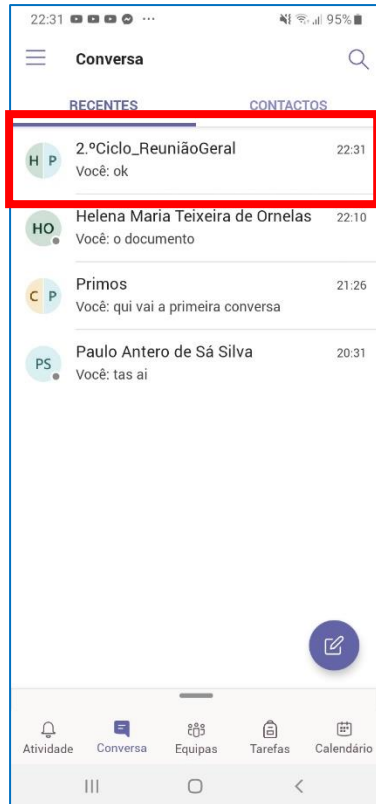 22:31 ... 95%
Conversa
RECENTES CONTACTOS
H P 2.ºCiclo_ReuniãoGeral 22:31
Você: ok
HO Helena Maria Teixeira de Ornelas 22:10
Você: o documento
C P Primos 21:26
Você: qui vai a primeira conversa
PS Paulo Antero de Sá Silva 20:31
Você: tas ai
Atividade Conversa Equipas Tarefas Calendário